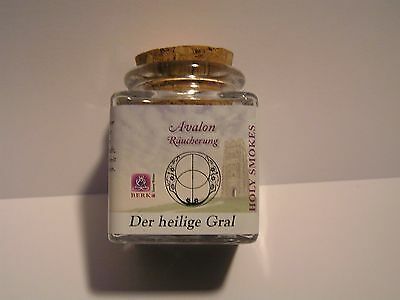 Avalon
Räucherung
BERK
Der heilige Gral
HOLY SMOKES